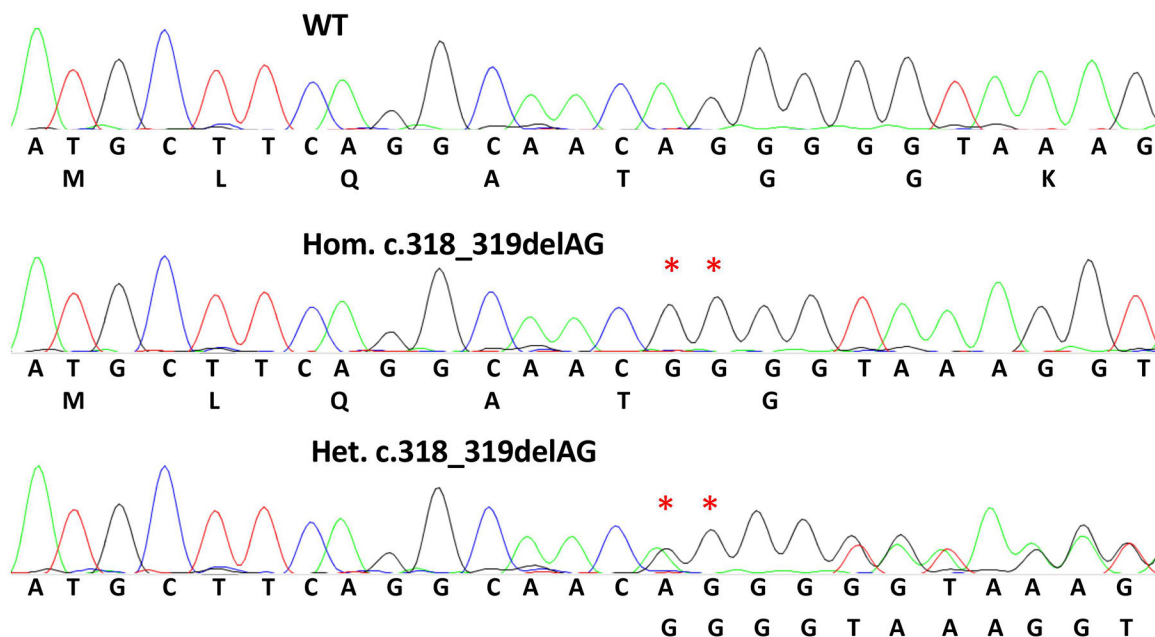 WT
A T G C T T C A G G C A A C A G G G G G T A A A G
M L Q A T G G K
Hom. c.318_319delAG
* *
A T G C T T C A G G C A A C G G G G T A A A G G T
M L Q A T G
Het. c.318_319delAG
* *
A T G C T T C A G G C A A C A G G G G G T A A A G
G G G G T A A A G G T